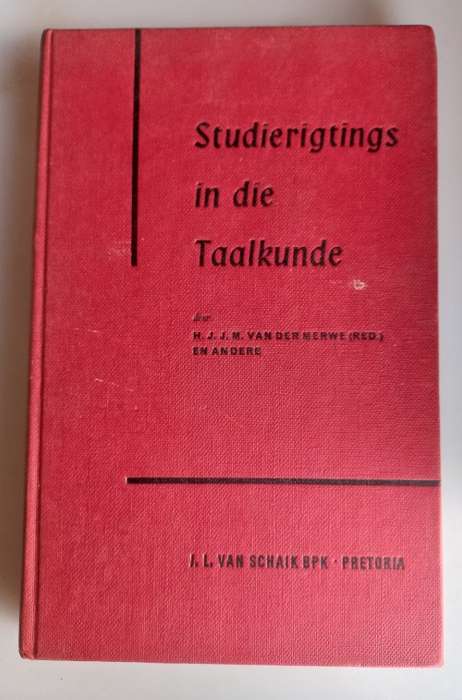 Studierigtings
in die
Taalkunde
deur
H. J. J. M. VAN DER MERWE (RED.)
EN ANDERE
J. L. VAN SCHAIK BPK · PRETORIA